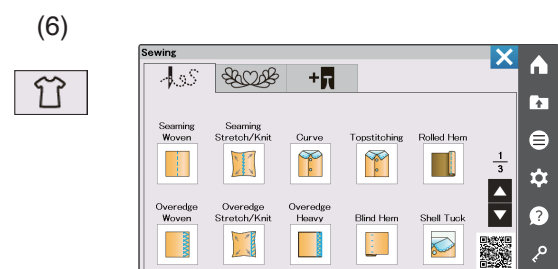 (6)
Sewing
Seaming Woven
Seaming Stretch/Knit
Curve
Topstitching
Rolled Hem
1
3
Overedge Woven
Overedge Stretch/Knit
Overedge Heavy
Blind Hem
Shell Tuck